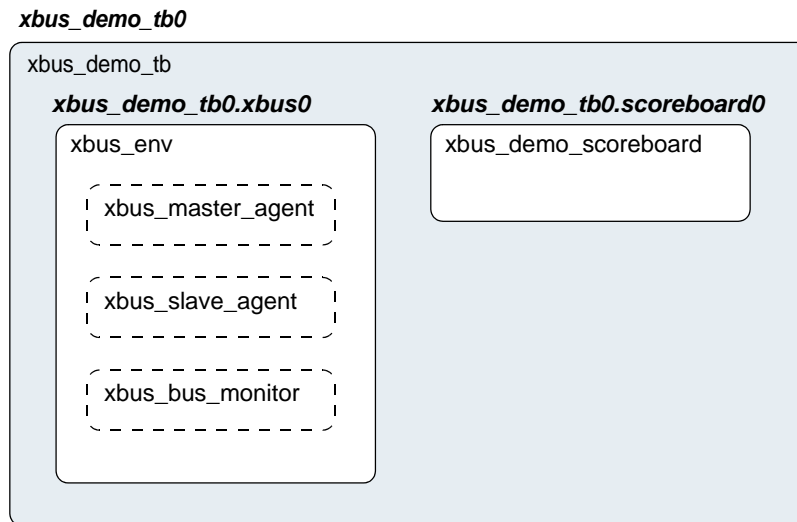 xbus_demo_tb0
xbus_demo_tb
xbus_demo_tb0.xbus0
xbus_demo_tb0.scoreboard0
xbus_env
xbus_demo_scoreboard
xbus_master_agent
xbus_slave_agent
xbus_bus_monitor